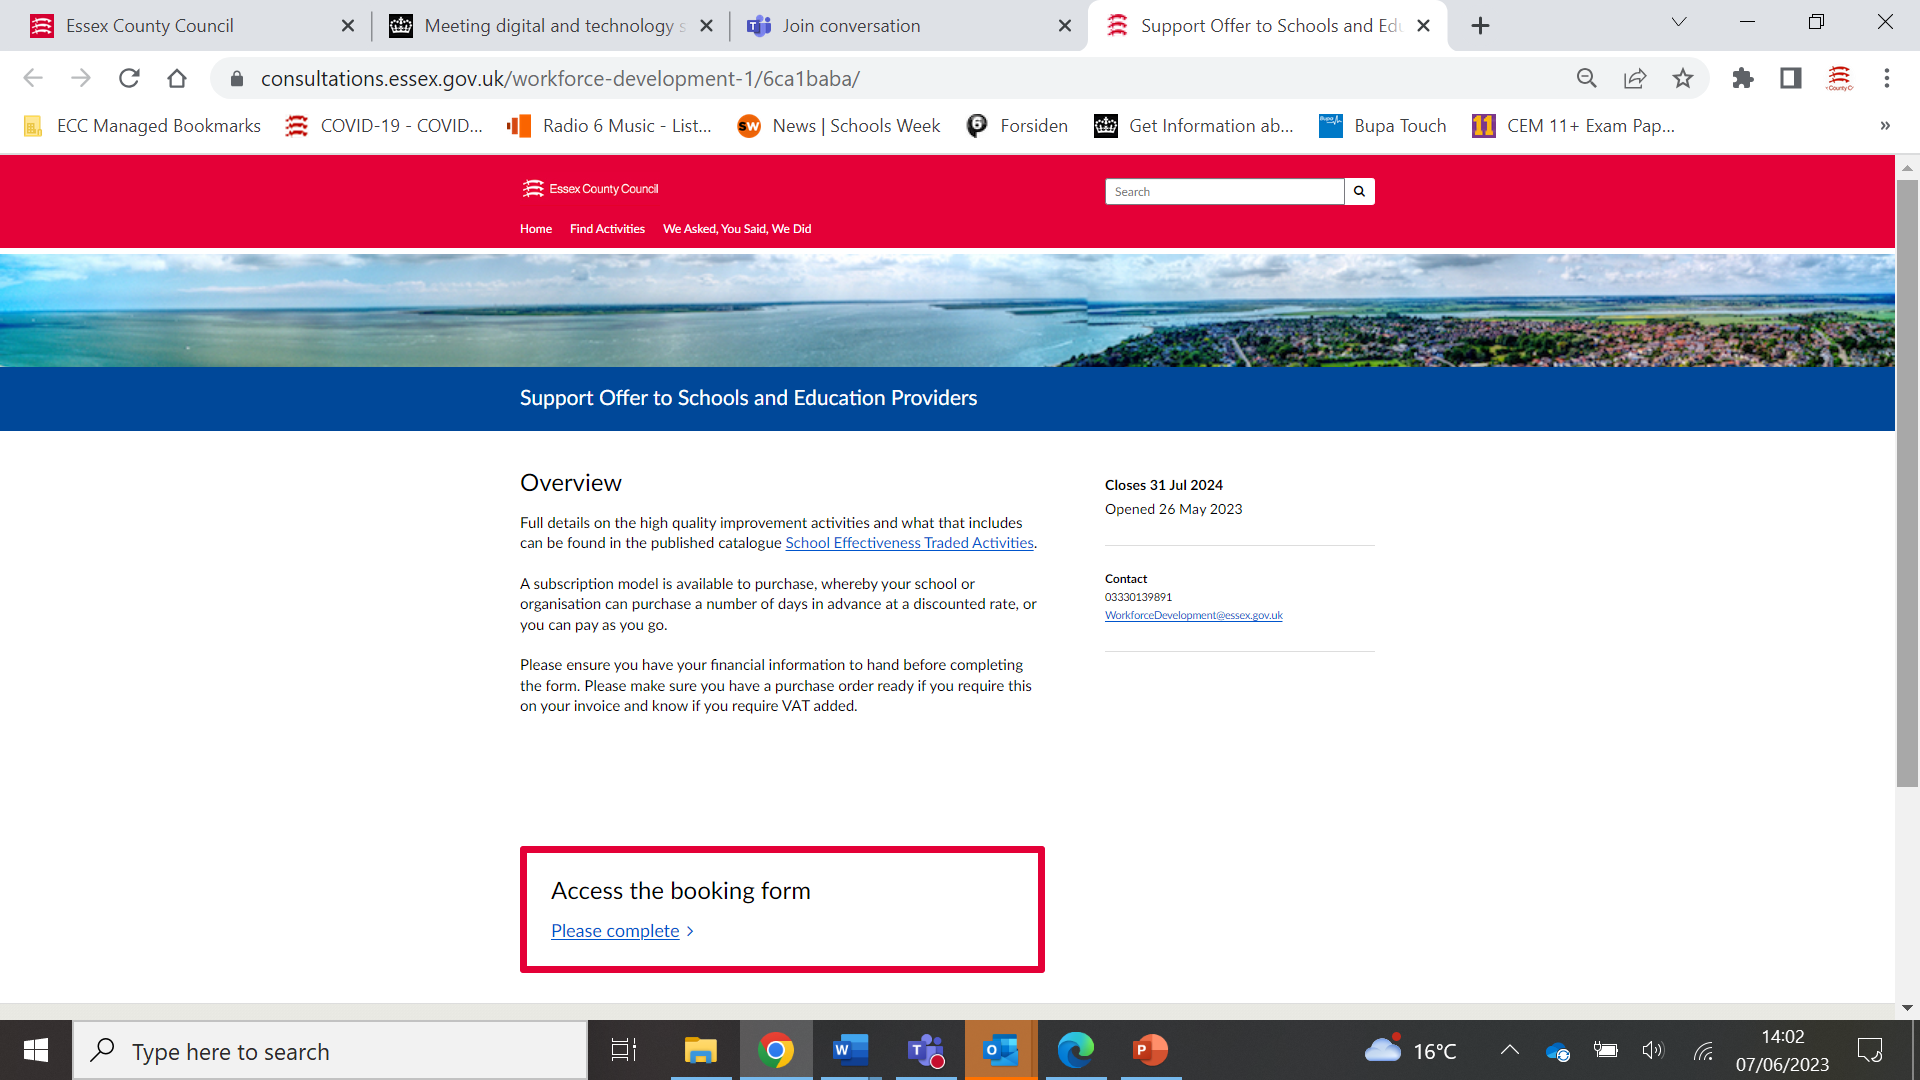 Essex County Council
Meeting digital and technology s
Join conversation
Support Offer to Schools and Edu
consultations.essex.gov.uk/workforce-development-1/6ca1baba/
ECC Managed Bookmarks
COVID-19 - COVID...
Radio 6 Music - List...
News | Schools Week
Forsiden
Get Information ab...
Bupa Touch
CEM 11+ Exam Pap...
»
Essex County Council
Search
Home
Find Activities
We Asked, You Said, We Did
Support Offer to Schools and Education Providers
Overview
Full details on the high quality improvement activities and what that includes
can be found in the published catalogue School Effectiveness Traded Activities.
A subscription model is available to purchase, whereby your school or
organisation can purchase a number of days in advance at a discounted rate, or
you can pay as you go.
Please ensure you have your financial information to hand before completing
the form. Please make sure you have a purchase order ready if you require this
on your invoice and know if you require VAT added.
Closes 31 Jul 2024
Opened 26 May 2023
Contact
03330139891
WorkforceDevelopment@essex.gov.uk
Access the booking form
Please complete >
Type here to search
16°C
14:02
07/06/2023